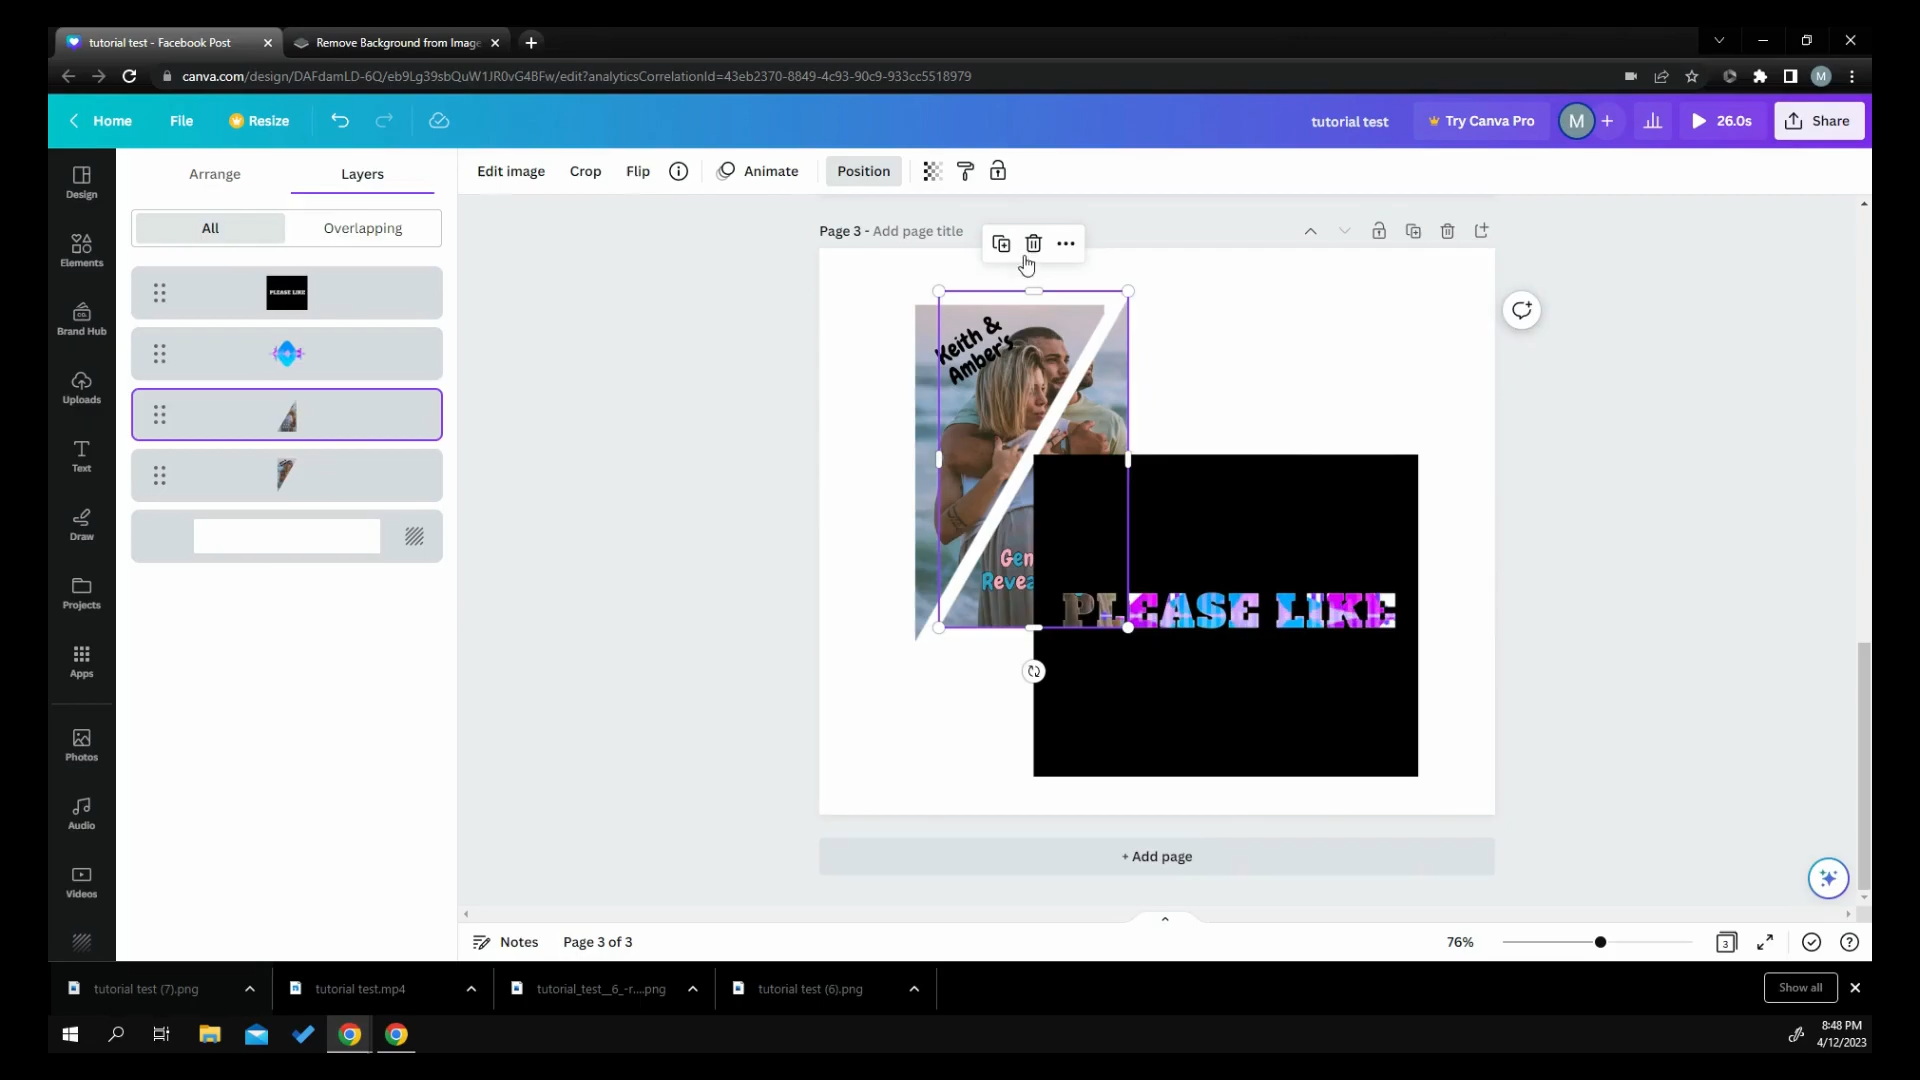 tutorial test - Facebook Post
Remove Background from Image
canva.com/design/DAFdamLD-6Q/eb9Lg39sbQuW1JR0vG4BFw/edit?analyticsCorrelationId=43eb2370-8849-4c93-90c9-933cc5518979
M
Home
File
Resize
tutorial test
Try Canva Pro
M
26.0s
Share
Design
Elements
Brand Hub
Uploads
Text
Draw
Projects
Apps
Photos
Audio
Videos
Arrange
Layers
All
Overlapping
PLEASE LIKE
Edit image
Crop
Flip
Animate
Position
Page 3 - Add page title
Keith &
Amber's
Gen
Revea
PLEASE LIKE
+ Add page
Notes
Page 3 of 3
76%
3
tutorial test (7).png
tutorial test.mp4
tutorial_test__6_-r....png
tutorial test (6).png
Show all
8:48 PM
4/12/2023